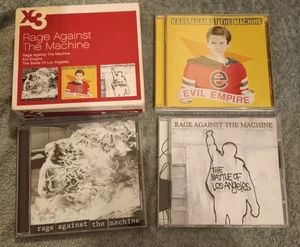 X3
Rage Against
The Machine
Rage Against The Machine
Evil Empire
The Battle Of Los Angeles
RAGE AGAINST THE MACHINE
e
EVIL EMPIRE
rage against the machine
RAGE AGAINST THE MACHINE
THE
BATTLE OF
LOS ANGELES